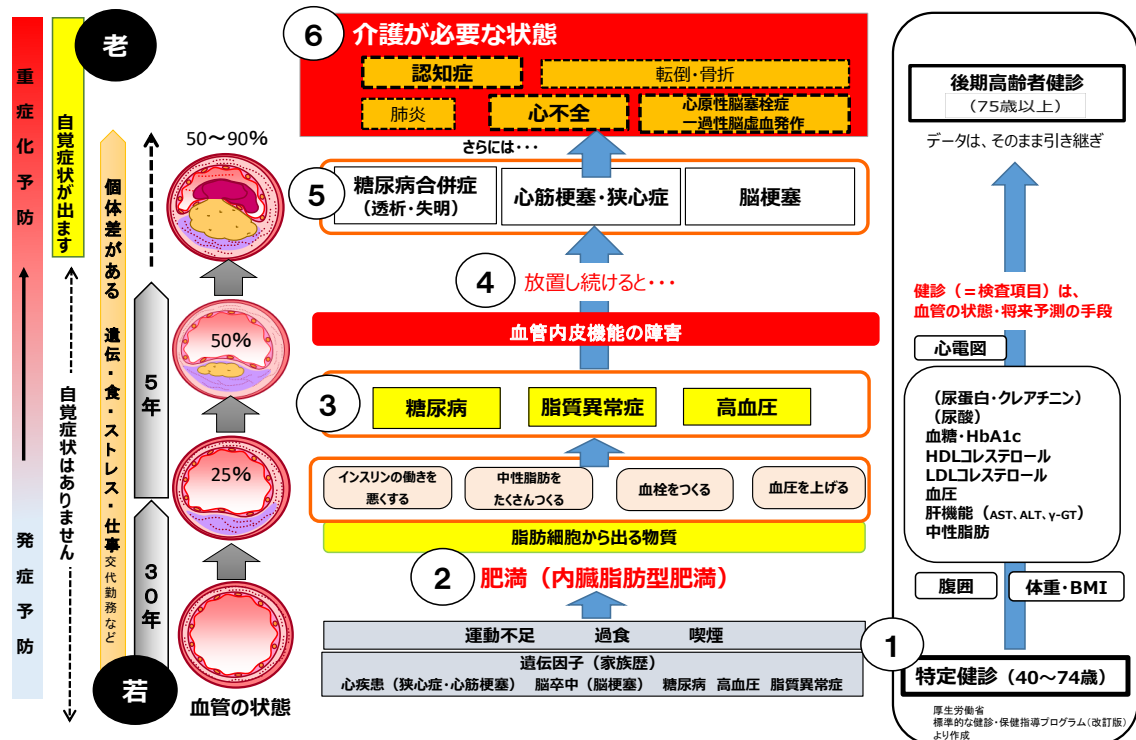 老
重症化予防
発症予防
自覚症状が出ます
自覚症状はありません
個体差がある　遺伝・食・ストレス・仕事
交代勤務など
5年
30年
若
50～90%
50%
25%
血管の状態
6
介護が必要な状態
認知症
転倒・骨折
肺炎
心不全
心原性脳塞栓症
一過性脳虚血発作
さらには・・・
5
糖尿病合併症
（透析・失明）
心筋梗塞・狭心症
脳梗塞
4
放置し続けると・・・
血管内皮機能の障害
3
糖尿病
脂質異常症
高血圧
インスリンの働きを
悪くする
中性脂肪を
たくさんつくる
血栓をつくる
血圧を上げる
脂肪細胞から出る物質
2
肥満（内臓脂肪型肥満）
運動不足　過食　喫煙
遺伝因子（家族歴）
心疾患（狭心症・心筋梗塞）　脳卒中（脳梗塞）　糖尿病　高血圧　脂質異常症
後期高齢者健診
（75歳以上）
データは、そのまま引き継ぎ
健診（＝検査項目）は、
血管の状態・将来予測の手段
心電図
（尿蛋白・クレアチニン）
（尿酸）
血糖・HbA1c
HDLコレステロール
LDLコレステロール
血圧
肝機能（AST、ALT、γ-GT）
中性脂肪
腹囲
体重・BMI
1
特定健診（40～74歳）
厚生労働省
標準的な健診・保健指導プログラム（改訂版）
より作成